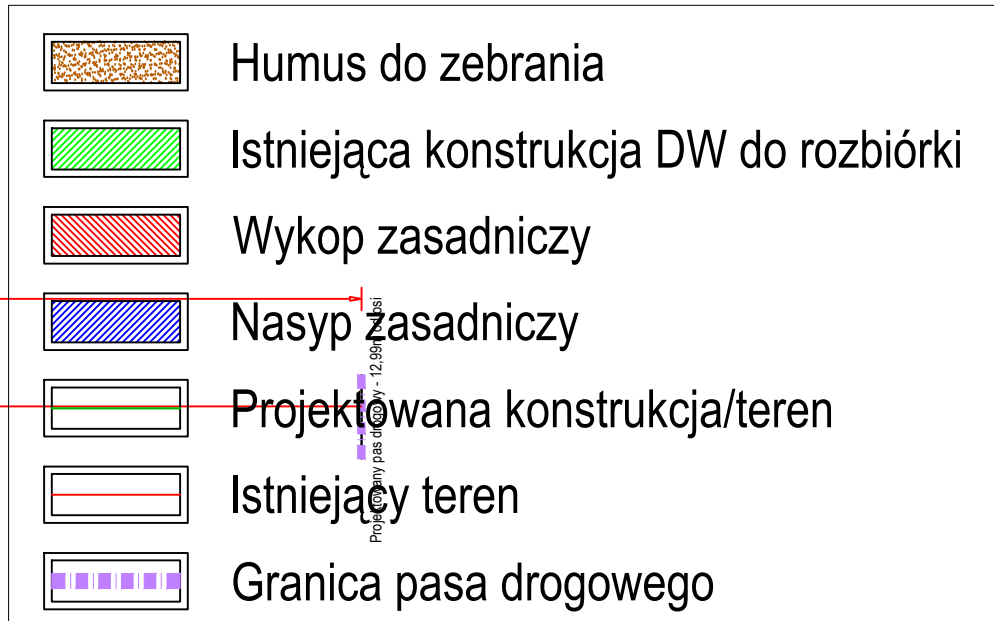 Humus do zebrania
Istniejąca konstrukcja DW do rozbiórki
Wykop zasadniczy
Nasyp zasadniczy
Projektowana konstrukcja/teren
Istniejący teren
Granica pasa drogowego
Projektowany pas drogowy - 12,99m od osi